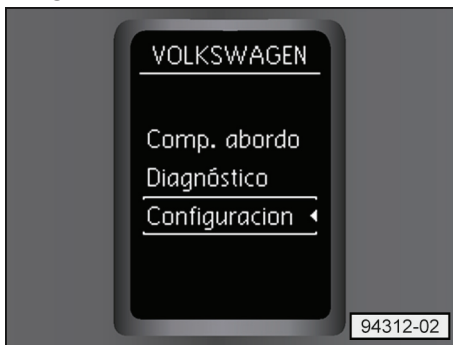 VOLKSWAGEN
Comp. abordo
Diagnóstico
Configuracion
94312-02